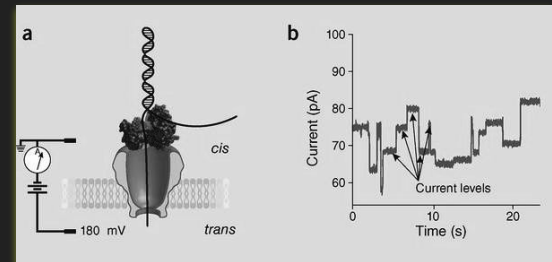 a
cis
A
180 mV
trans
b
Current (pA)
100
90
80
70
60
Current levels
0
10
20
Time (s)